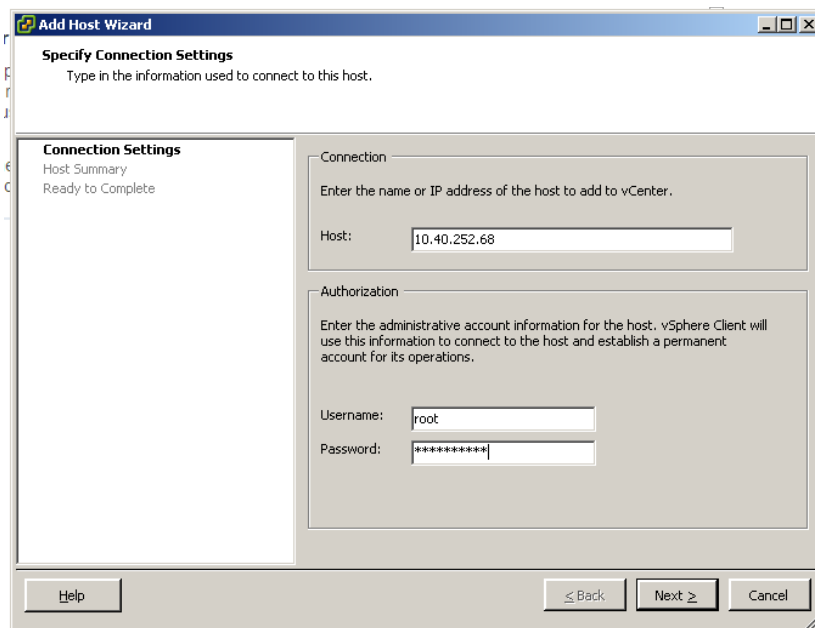 Add Host Wizard
Specify Connection Settings
Type in the information used to connect to this host.
Connection Settings
Host Summary
Ready to Complete
Connection
Enter the name or IP address of the host to add to vCenter.
Host: 10.40.252.68
Authorization
Enter the administrative account information for the host. vSphere Client will
use this information to connect to the host and establish a permanent
account for its operations.
Username: root
Password: **********
Help
< Back
Next >
Cancel